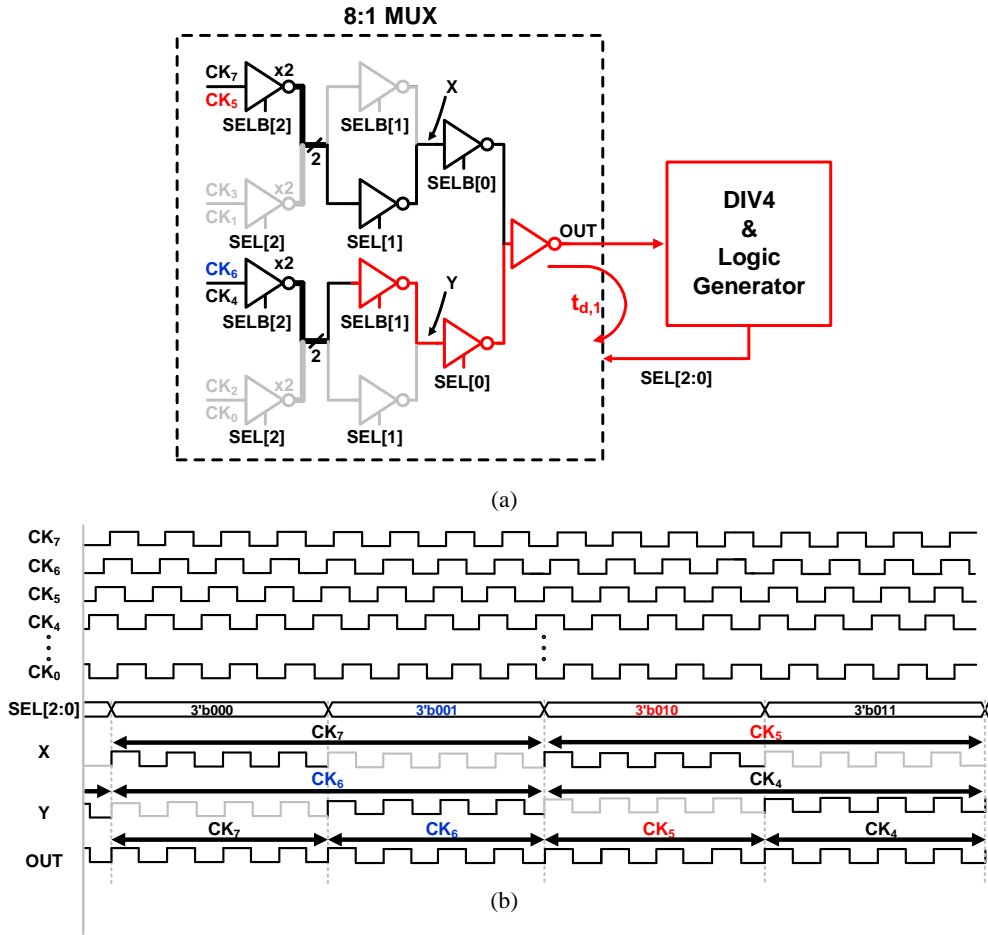 8:1 MUX
CK7
CK5
x2
SELB[2]
SELB[1]
X
SELB[0]
2
CK3
CK1
x2
SEL[2]
SEL[1]
OUT
DIV4
&
Logic
Generator
CK6
CK4
x2
SELB[2]
SELB[1]
Y
SEL[0]
td,1
SEL[2:0]
2
CK2
CK0
x2
SEL[2]
SEL[1]
(a)
CK7
CK6
CK5
CK4
CK0
SEL[2:0] 3'b000 3'b001 3'b010 3'b011
CK7 CK5
X
CK6 CK4
Y
CK7 CK6 CK5 CK4
OUT
(b)